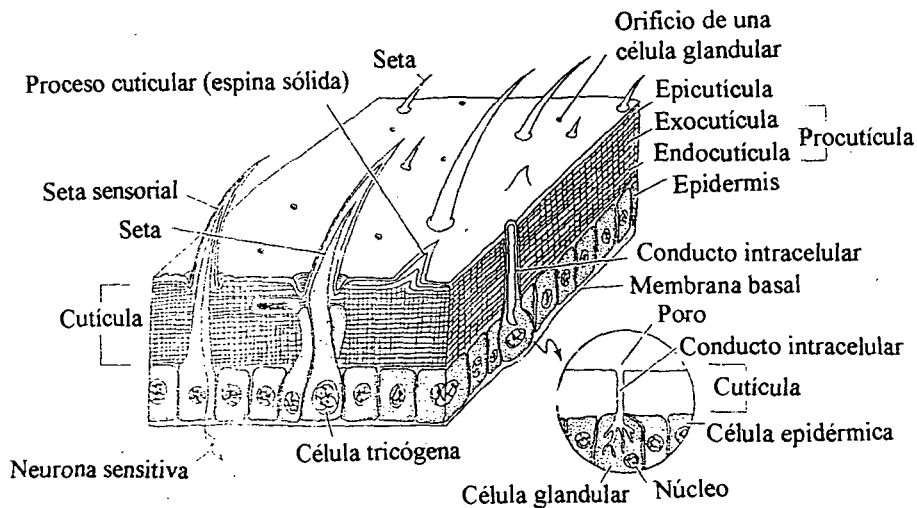 Orificio de una
célula glandular
Seta
Proceso cuticular (espina sólida)
Epicutícula
Exocutícula
Procutícula
Endocutícula
Epidermis
Seta sensorial
Seta
Conducto intracelular
Membrana basal
Cutícula
Poro
Conducto intracelular
Cutícula
Célula epidérmica
Neurona sensitiva
Célula tricógena
Célula glandular
Núcleo